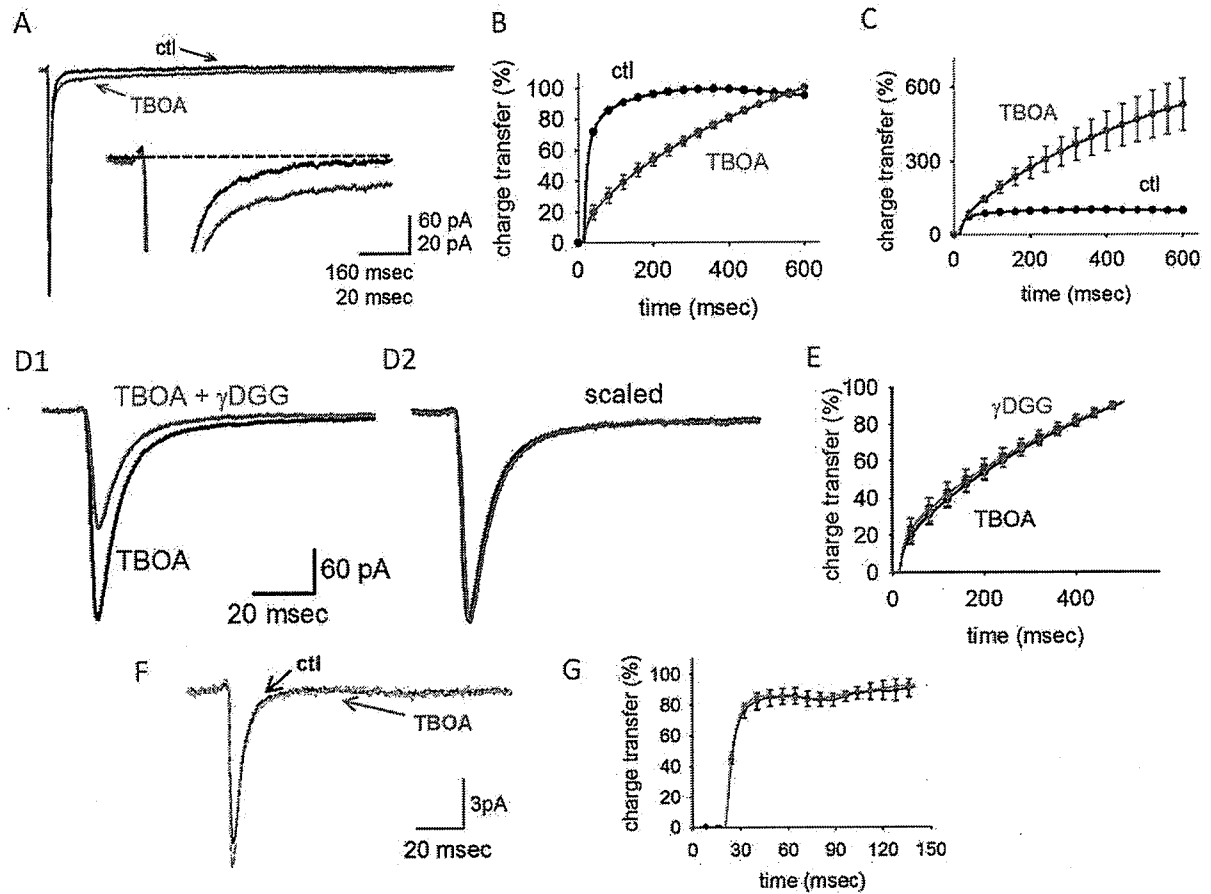 A
ctl
TBOA
60 pA
20 pA
160 msec
20 msec
B
charge transfer (%)
100
80
60
40
20
0
ctl
TBOA
0 200 400 600
time (msec)
C
charge transfer (%)
600
300
0
TBOA
ctl
0 200 400 600
time (msec)
D1
TBOA + γDGG
TBOA
60 pA
20 msec
D2
scaled
E
charge transfer (%)
100
80
60
40
20
0
γDGG
TBOA
0 200 400
time (msec)
F
ctl
TBOA
3pA
20 msec
G
charge transfer (%)
100
80
60
40
20
0
0 30 60 90 120 150
time (msec)